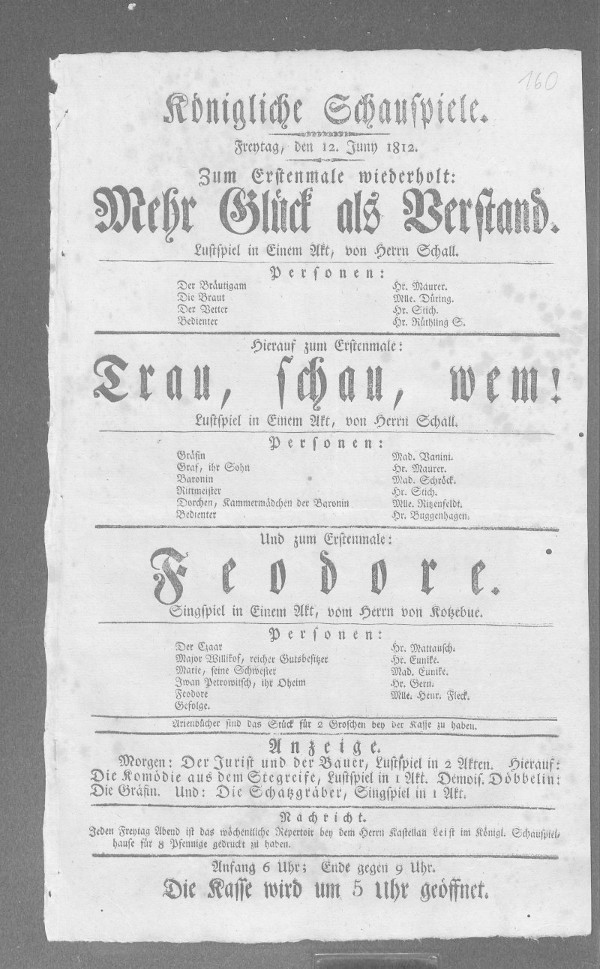 160
Königliche Schauspiele.
Freytag, den 12. Juny 1812.
Zum Erstenmale wiederholt:
Mehr Glück als Verstand.
Lustspiel in Einem Akt, von Herrn Schall.
Personen:
Der Bräutigam Hr. Maurer.
Die Braut Mlle. Düring.
Der Vetter Hr. Stich.
Bedienter Hr. Rüthling S.
Hierauf zum Erstenmale:
Trau, schau, wem!
Lustspiel in Einem Akt, von Herrn Schall.
Personen:
Gräfin Mad. Vanini.
Graf, ihr Sohn Hr. Maurer.
Baronin Mad. Schröck.
Rittmeister Hr. Stich.
Dorchen, Kammermädchen der Baronin Mlle. Ritzenfeldt.
Bedienter Hr. Buggenhagen.
Und zum Erstenmale:
Feodore.
Singspiel in Einem Akt, vom Herrn von Kotzebue.
Personen:
Der Czaar Hr. Mattausch.
Major Willikof, reicher Gutsbesitzer Hr. Eunike.
Marie, seine Schwester Mad. Eunike.
Iwan Petrowitsch, ihr Oheim Hr. Gern.
Feodore Mlle. Henr. Fleck.
Gefolge.
Arienbücher sind das Stück für 2 Groschen bey der Kasse zu haben.
Anzeige.
Morgen: Der Jurist und der Bauer, Lustspiel in 2 Akten. Hierauf:
Die Komödie aus dem Stegreife, Lustspiel in 1 Akt. Demois. Döbbelin:
Die Gräfin. Und: Die Schatzgräber, Singspiel in 1 Akt.
Nachricht.
Jeden Freytag Abend ist das wöchentliche Repertoir bey dem Herrn Kastellan Leist im Königl. Schauspiel-
hause für 8 Pfennige gedruckt zu haben.
Anfang 6 Uhr; Ende gegen 9 Uhr.
Die Kasse wird um 5 Uhr geöffnet.